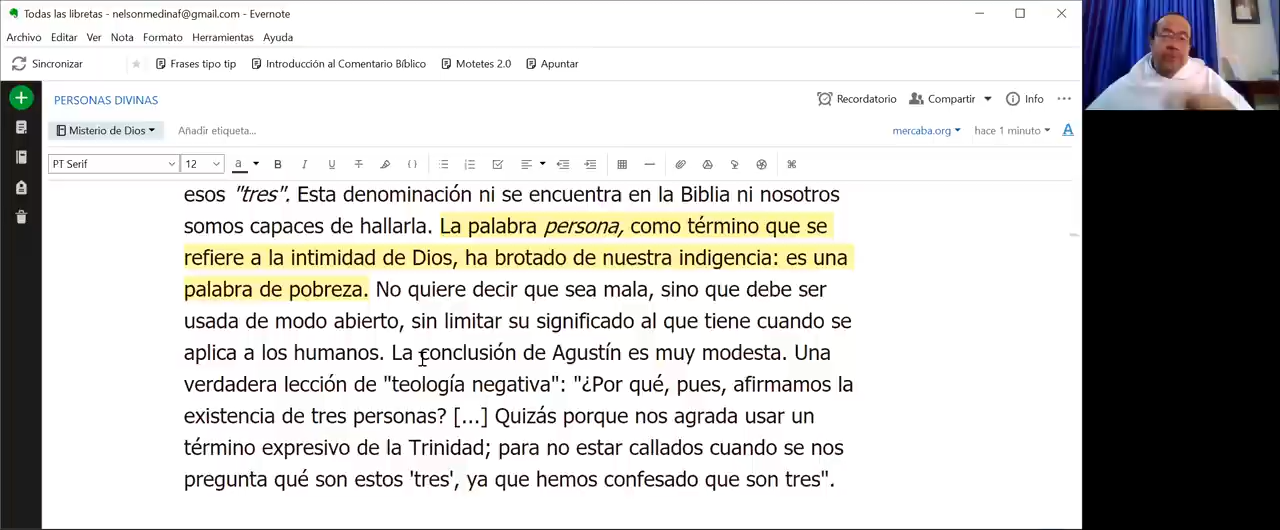 Todas las libretas - nelsonmedinaf@gmail.com - Evernote
Archivo Editar Ver Nota Formato Herramientas Ayuda
Sincronizar Frases tipo tip Introducción al Comentario Bíblico Motetes 2.0 Apuntar
PERSONAS DIVINAS Recordatorio Compartir Info
Misterio de Dios Añadir etiqueta... mercaba.org hace 1 minuto A
PT Serif 12 a B I U T
esos "tres". Esta denominación ni se encuentra en la Biblia ni nosotros
somos capaces de hallarla. La palabra persona, como término que se
refiere a la intimidad de Dios, ha brotado de nuestra indigencia: es una
palabra de pobreza. No quiere decir que sea mala, sino que debe ser
usada de modo abierto, sin limitar su significado al que tiene cuando se
aplica a los humanos. La conclusión de Agustín es muy modesta. Una
verdadera lección de "teología negativa": "¿Por qué, pues, afirmamos la
existencia de tres personas? [...] Quizás porque nos agrada usar un
término expresivo de la Trinidad; para no estar callados cuando se nos
pregunta qué son estos 'tres', ya que hemos confesado que son tres".